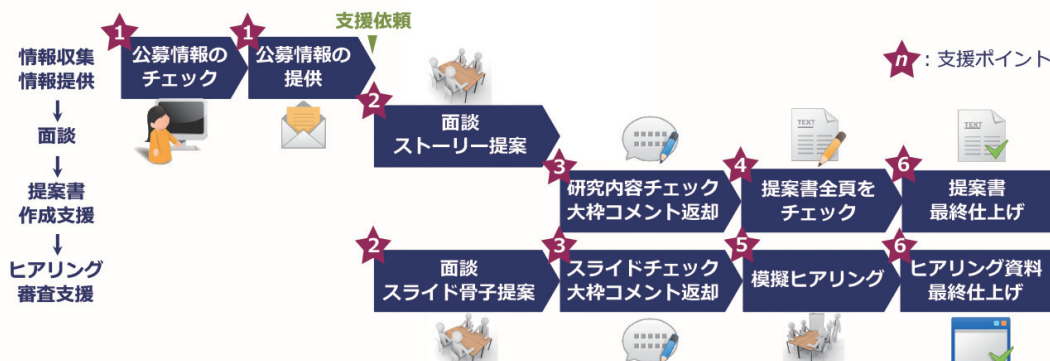 支援依頼
情報収集
情報提供
↓
面談
↓
提案書
作成支援
↓
ヒアリング
審査支援
1
公募情報の
チェック
1
公募情報の
提供
n：支援ポイント
2
面談
ストーリー提案
3
研究内容チェック
大枠コメント返却
4
提案書全頁を
チェック
6
提案書
最終仕上げ
TEXT
TEXT
2
面談
スライド骨子提案
3
スライドチェック
大枠コメント返却
5
模擬ヒアリング
6
ヒアリング資料
最終仕上げ